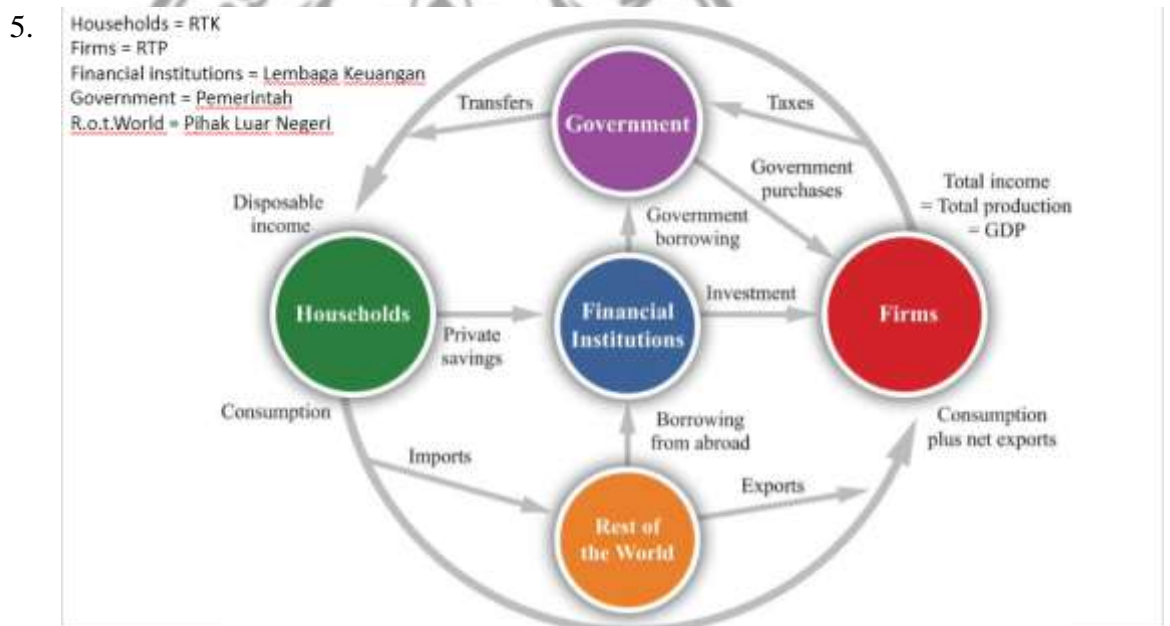 5.
Households = RTK
Firms = RTP
Financial institutions = Lembaga Keuangan
Government = Pemerintah
R.o.t.World = Pihak Luar Negeri
Transfers
Government
Taxes
Government
purchases
Total income
= Total production
= GDP
Disposable
income
Government
borrowing
Households
Private
savings
Financial
Institutions
Investment
Firms
Consumption
Imports
Borrowing
from abroad
Consumption
plus net exports
Exports
Rest of
the World